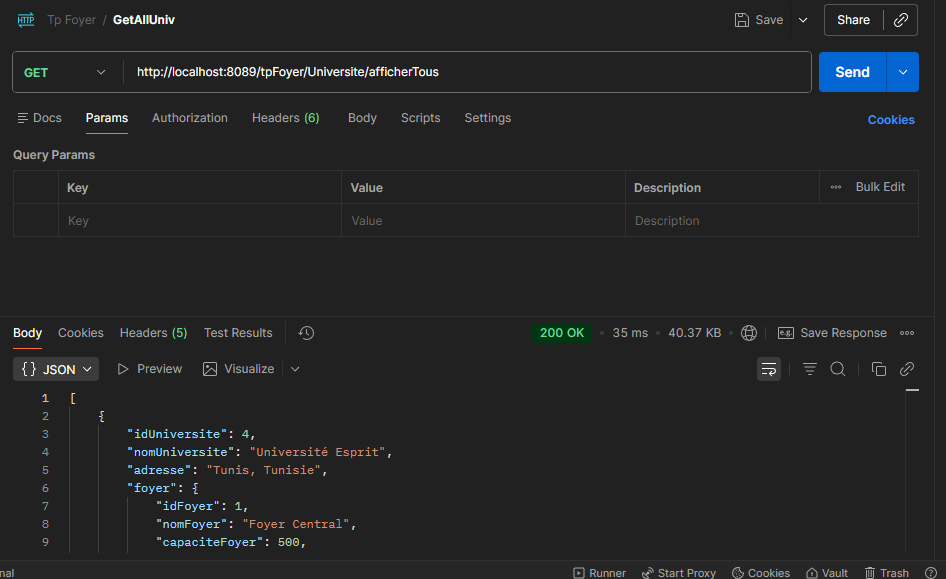 HTTP Tp Foyer / GetAllUniv Save Share
GET http://localhost:8089/tpFoyer/Universite/afficherTous Send
Docs Params Authorization Headers (6) Body Scripts Settings Cookies
Query Params
Key Value Description Bulk Edit
Key Value Description
Body Cookies Headers (5) Test Results 200 OK 35 ms 40.37 KB e.g. Save Response
{} JSON Preview Visualize
1 [
2 {
3 "idUniversite": 4,
4 "nomUniversite": "Université Esprit",
5 "adresse": "Tunis, Tunisie",
6 "foyer": {
7 "idFoyer": 1,
8 "nomFoyer": "Foyer Central",
9 "capaciteFoyer": 500,
nal Runner Start Proxy Cookies Vault Trash